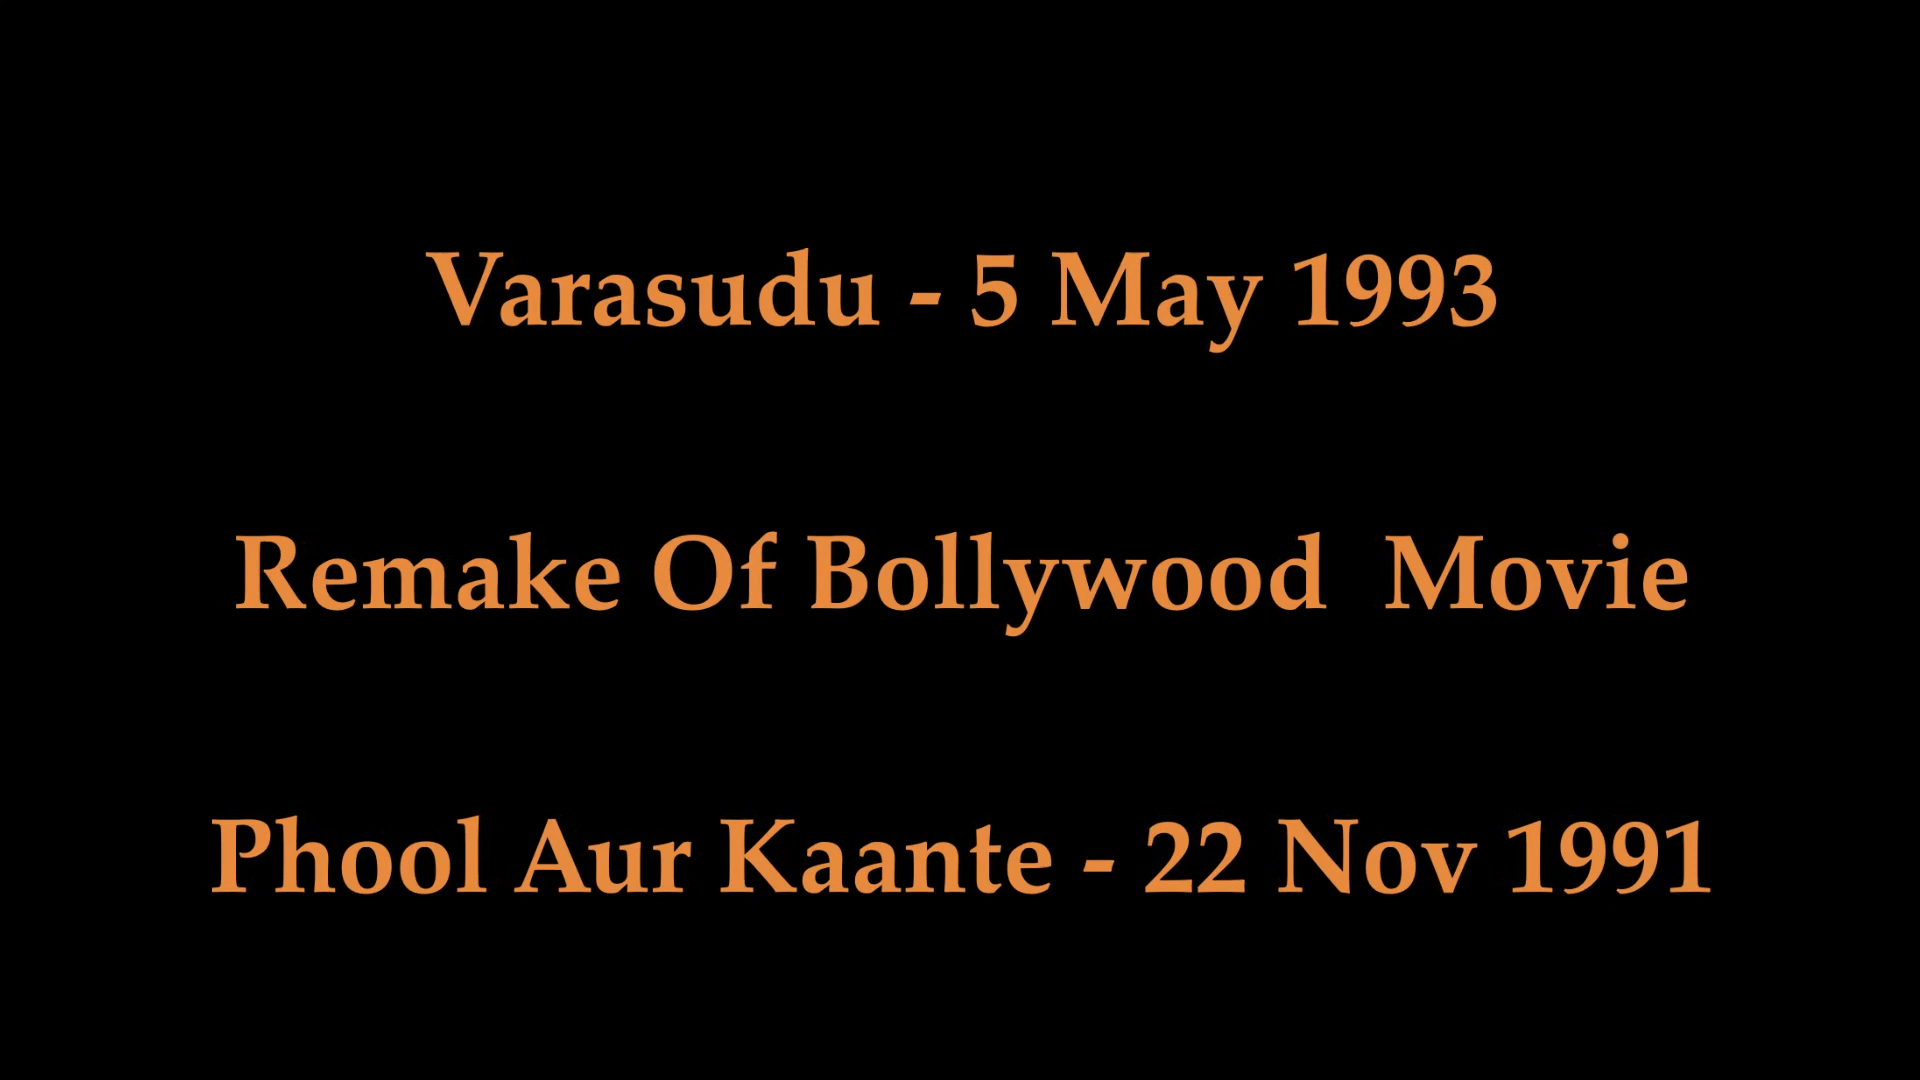 Varasudu - 5 May 1993
Remake Of Bollywood  Movie
Phool Aur Kaante - 22 Nov 1991